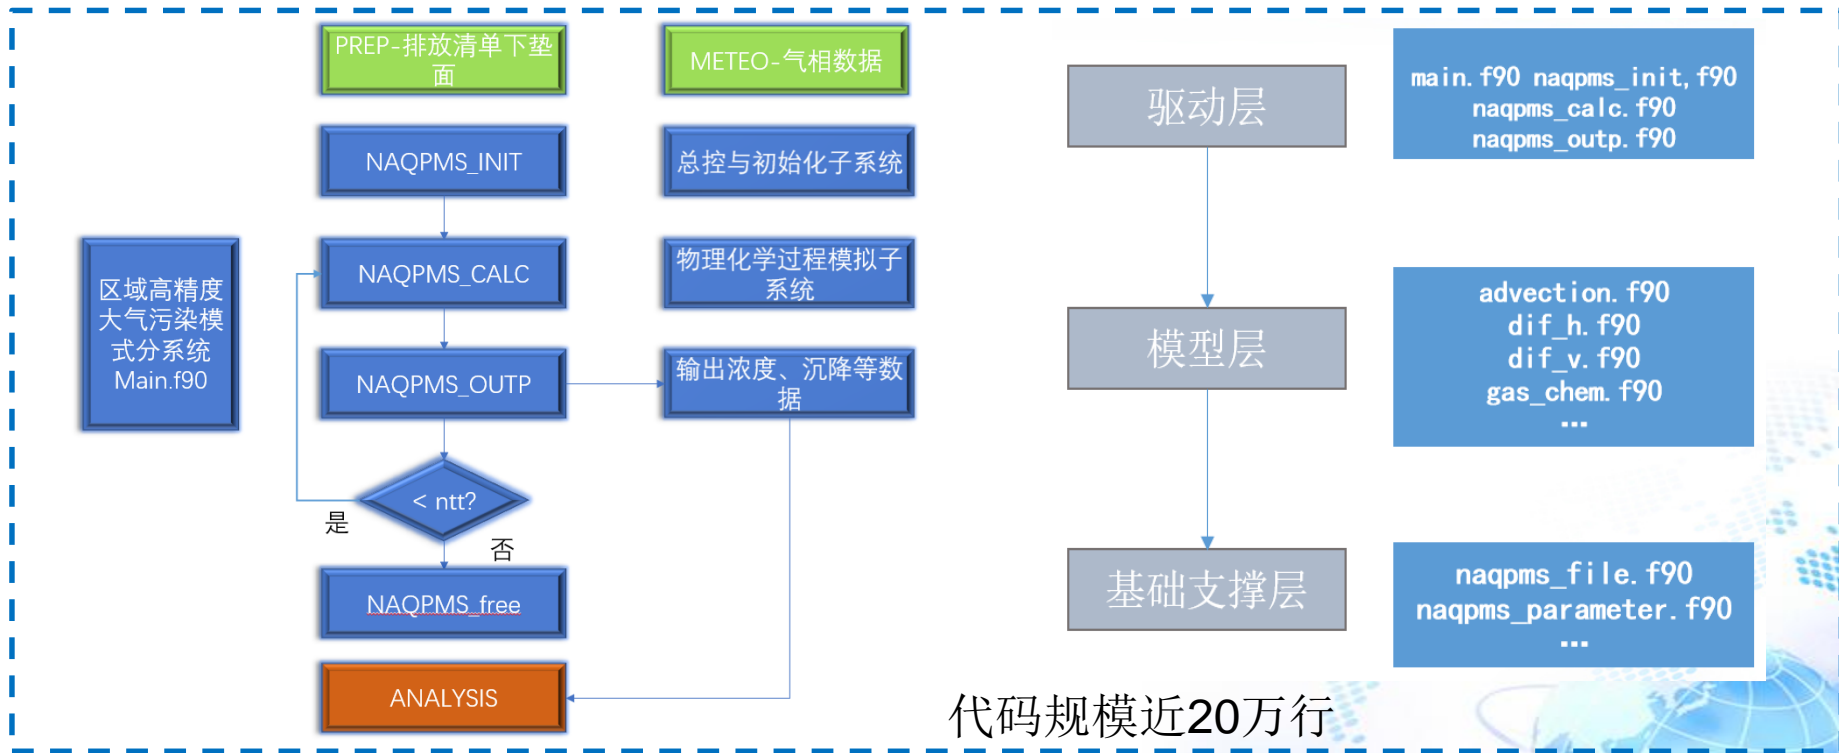 PREP-排放清单下垫
面
METEO-气相数据
NAQPMS_INIT
总控与初始化子系统
区域高精度
大气污染模
式分系统
Main.f90
NAQPMS_CALC
物理化学过程模拟子
系统
NAQPMS_OUTP
输出浓度、沉降等数
据
< ntt?
是
否
NAQPMS_free
ANALYSIS
驱动层
main.f90 naqpms_init,f90
naqpms_calc.f90
naqpms_outp.f90
模型层
advection.f90
dif_h.f90
dif_v.f90
gas_chem.f90
...
基础支撑层
naqpms_file.f90
naqpms_parameter.f90
...
代码规模近20万行